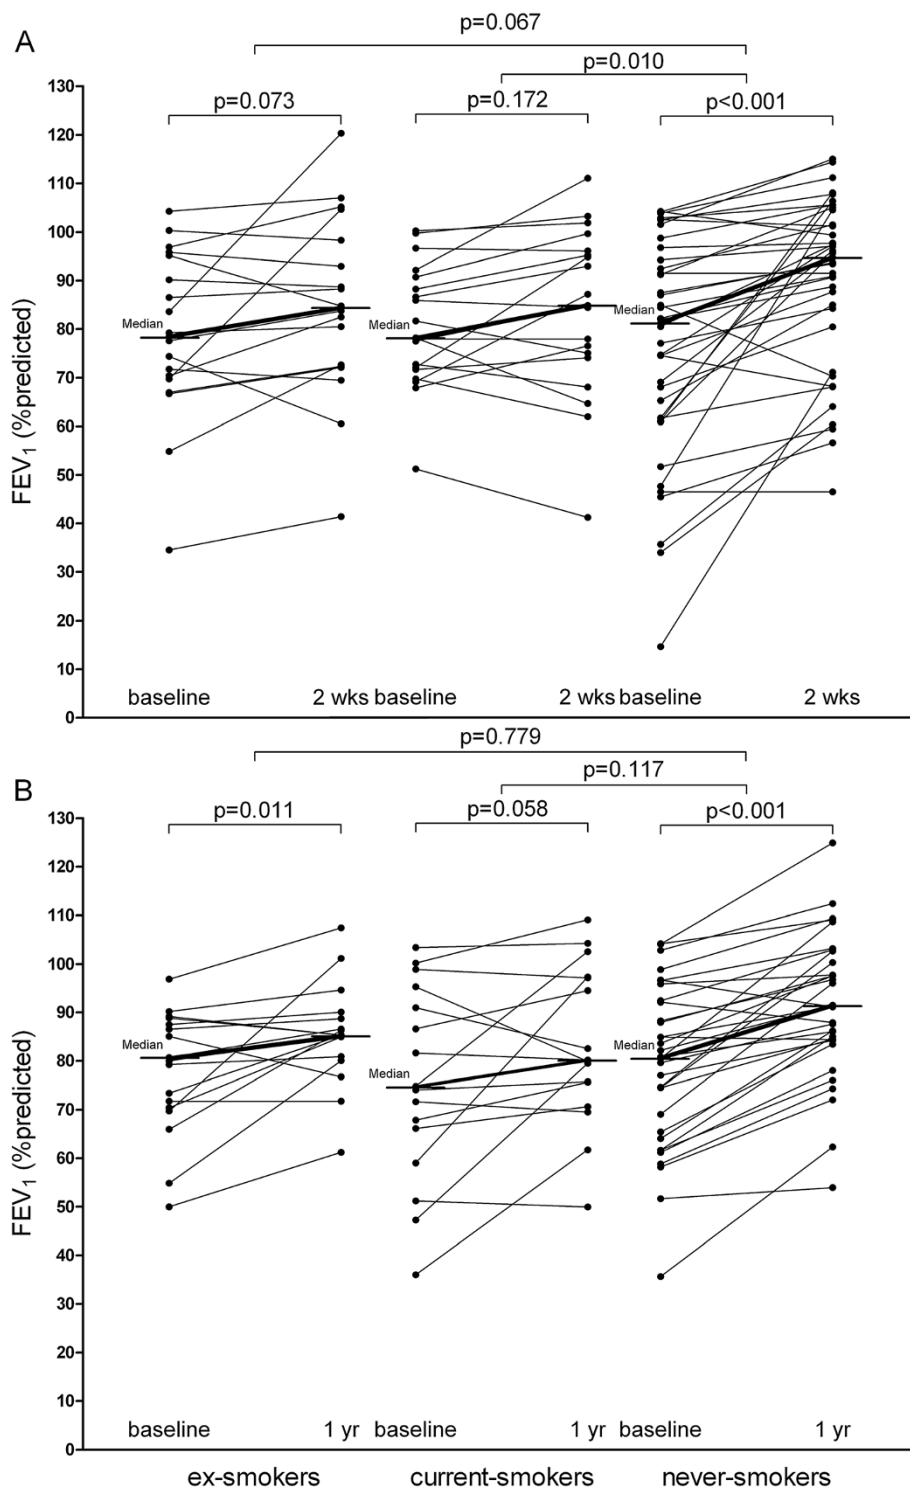 A
p=0.067
p=0.010
p=0.073 p=0.172 p<0.001
130
120
110
100
90
80
70
60
50
40
30
20
10
0
FEV1 (%predicted)
Median Median Median
baseline 2 wks baseline 2 wks baseline 2 wks
p=0.779
p=0.117
B
p=0.011 p=0.058 p<0.001
130
120
110
100
90
80
70
60
50
40
30
20
10
0
FEV1 (%predicted)
Median Median Median
baseline 1 yr baseline 1 yr baseline 1 yr
ex-smokers current-smokers never-smokers